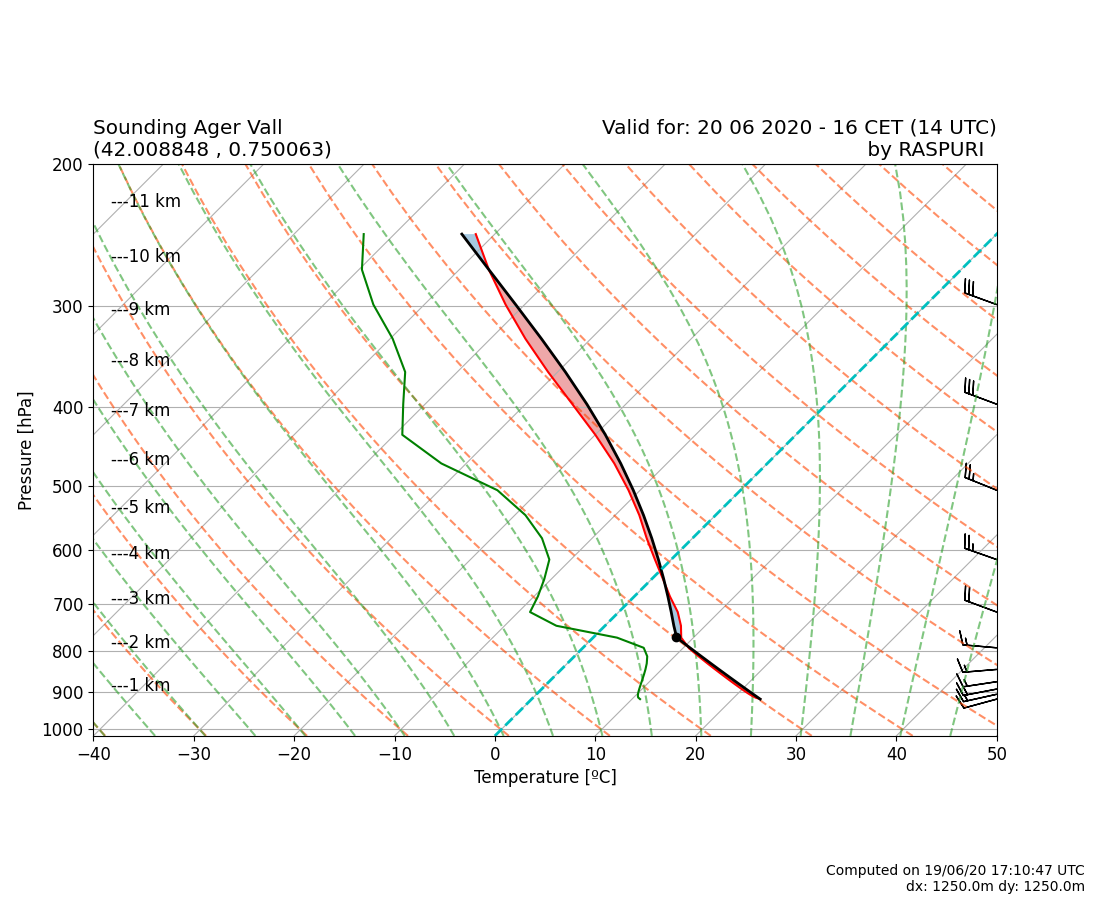 Sounding Ager Vall
(42.008848 , 0.750063)
Valid for: 20 06 2020 - 16 CET (14 UTC)
by RASPURI
200
300
400
500
600
700
800
900
1000
Pressure [hPa]
---11 km
---10 km
---9 km
---8 km
---7 km
---6 km
---5 km
---4 km
---3 km
---2 km
---1 km
−40 −30 −20 −10 0 10 20 30 40 50
Temperature [ºC]
Computed on 19/06/20 17:10:47 UTC
dx: 1250.0m dy: 1250.0m